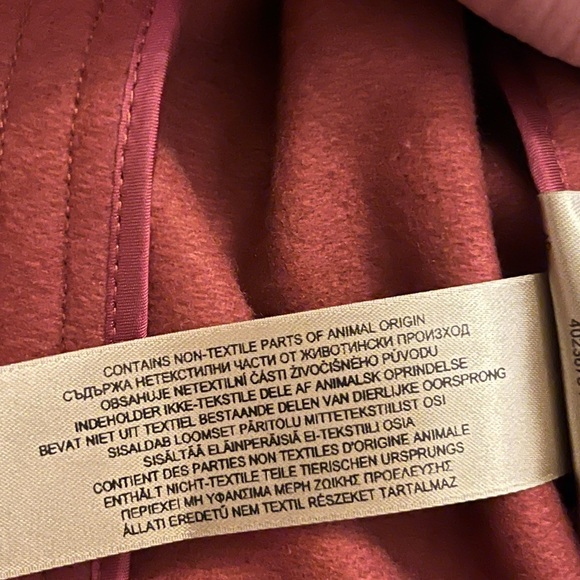 CONTAINS NON-TEXTILE PARTS OF ANIMAL ORIGIN
СЪДЪРЖА НЕТЕКСТИЛНИ ЧАСТИ ОТ ЖИВОТИНСКИ ПРОИЗХОД
OBSAHUJE NETEXTILNÍ ČÁSTI ŽIVOČIŠNÉHO PŮVODU
INDEHOLDER IKKE-TEKSTILE DELE AF ANIMALSK OPRINDELSE
BEVAT NIET UIT TEXTIEL BESTAANDE DELEN VAN DIERLIJKE OORSPRONG
SISALDAB LOOMSET PÄRITOLU MITTETEKSTIILIST OSI
SISÄLTÄÄ ELÄINPERÄISIÄ EI-TEKSTIILI OSIA
CONTIENT DES PARTIES NON TEXTILES D'ORIGINE ANIMALE
ENTHÄLT NICHT-TEXTILE TEILE TIERISCHEN URSPRUNGS
ΠΕΡΙΕΧΕΙ ΜΗ ΥΦΑΝΣΙΜΑ ΜΕΡΗ ΖΩΙΚΗΣ ΠΡΟΕΛΕΥΣΗΣ
ÁLLATI EREDETŰ NEM TEXTIL RÉSZEKET TARTALMAZ